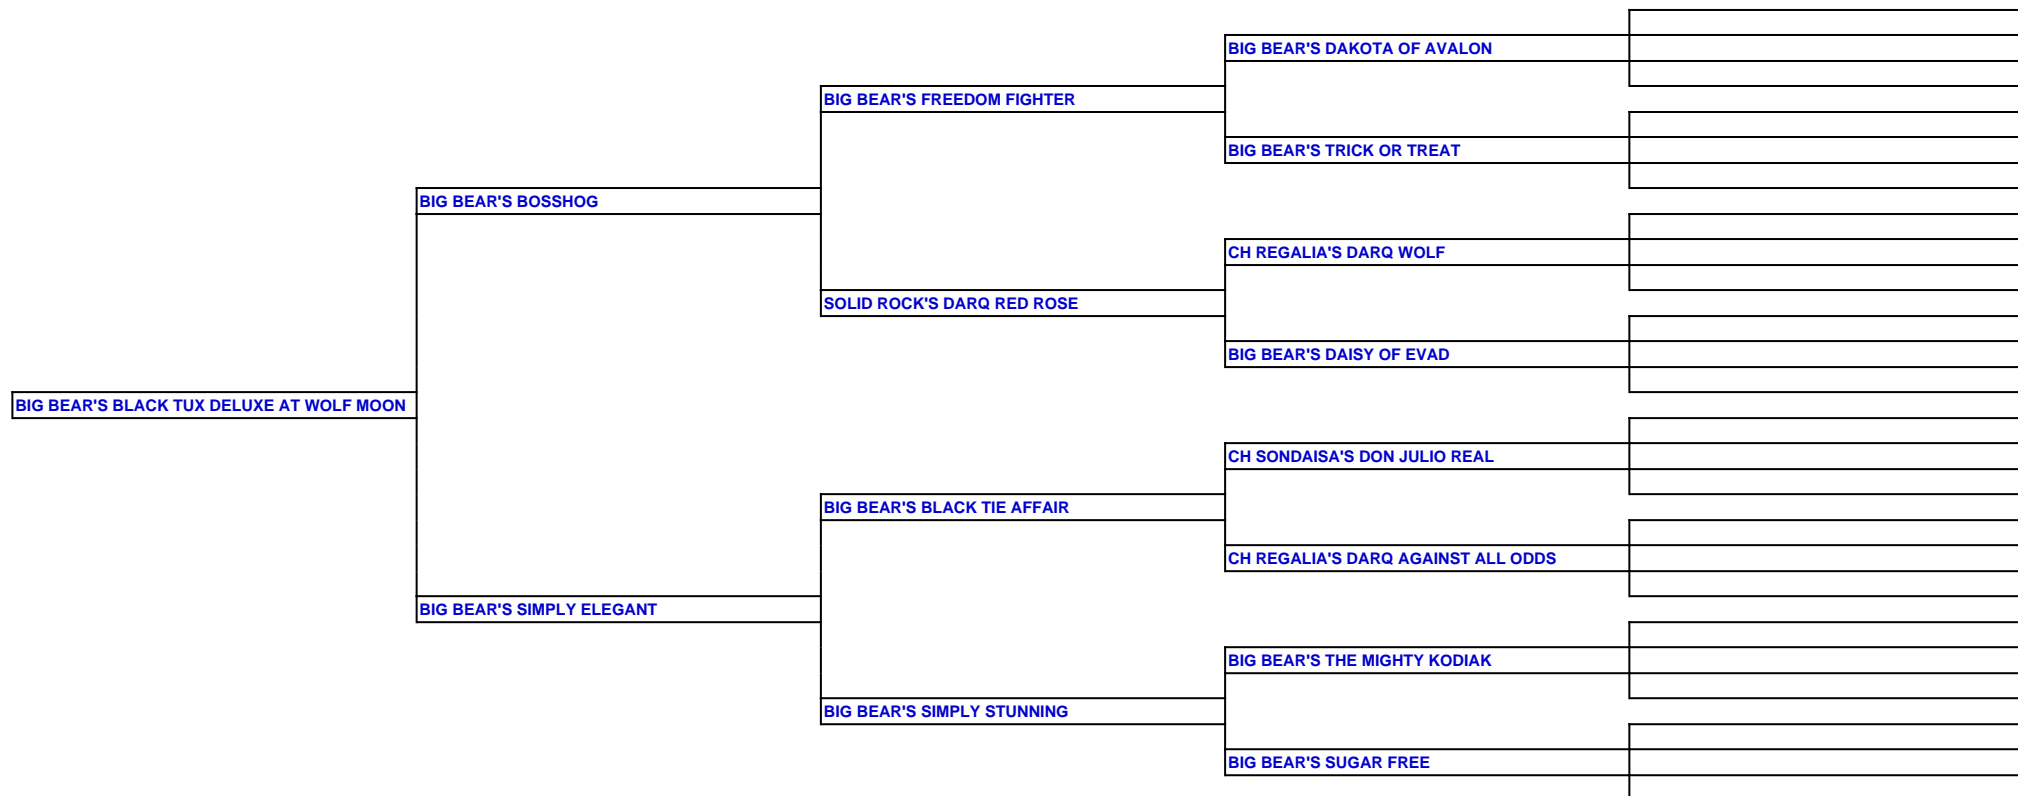 BIG BEAR'S DAKOTA OF AVALON
BIG BEAR'S FREEDOM FIGHTER
BIG BEAR'S TRICK OR TREAT
BIG BEAR'S BOSSHOG
CH REGALIA'S DARQ WOLF
SOLID ROCK'S DARQ RED ROSE
BIG BEAR'S DAISY OF EVAD
BIG BEAR'S BLACK TUX DELUXE AT WOLF MOON
CH SONDAISA'S DON JULIO REAL
BIG BEAR'S BLACK TIE AFFAIR
CH REGALIA'S DARQ AGAINST ALL ODDS
BIG BEAR'S SIMPLY ELEGANT
BIG BEAR'S THE MIGHTY KODIAK
BIG BEAR'S SIMPLY STUNNING
BIG BEAR'S SUGAR FREE